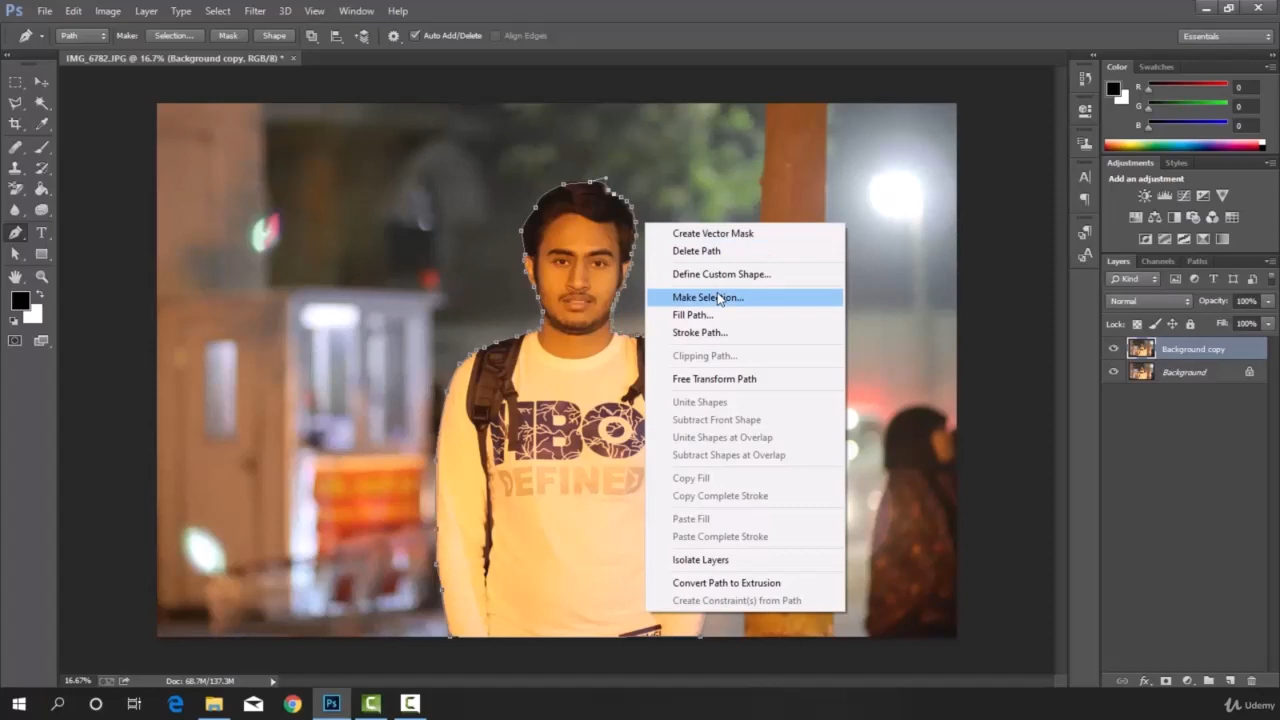 Ps File Edit Image Layer Type Select Filter 3D View Window Help
Path Make: Selection... Mask Shape Auto Add/Delete Align Edges Essentials
IMG_6782.JPG @ 16.7% (Background copy, RGB/8) * ×
Color Swatches
R 0
G 0
B 0
Adjustments Styles
Add an adjustment
Layers Channels Paths
Kind
Normal Opacity: 100%
Lock: Fill: 100%
Background copy
Background
Create Vector Mask
Delete Path
Define Custom Shape...
Make Selection...
Fill Path...
Stroke Path...
Clipping Path...
Free Transform Path
Unite Shapes
Subtract Front Shape
Unite Shapes at Overlap
Subtract Shapes at Overlap
Copy Fill
Copy Complete Stroke
Paste Fill
Paste Complete Stroke
Isolate Layers
Convert Path to Extrusion
Create Constraint(s) from Path
DEFINED
16.67% Doc: 68.7M/137.3M
Ps
Udemy